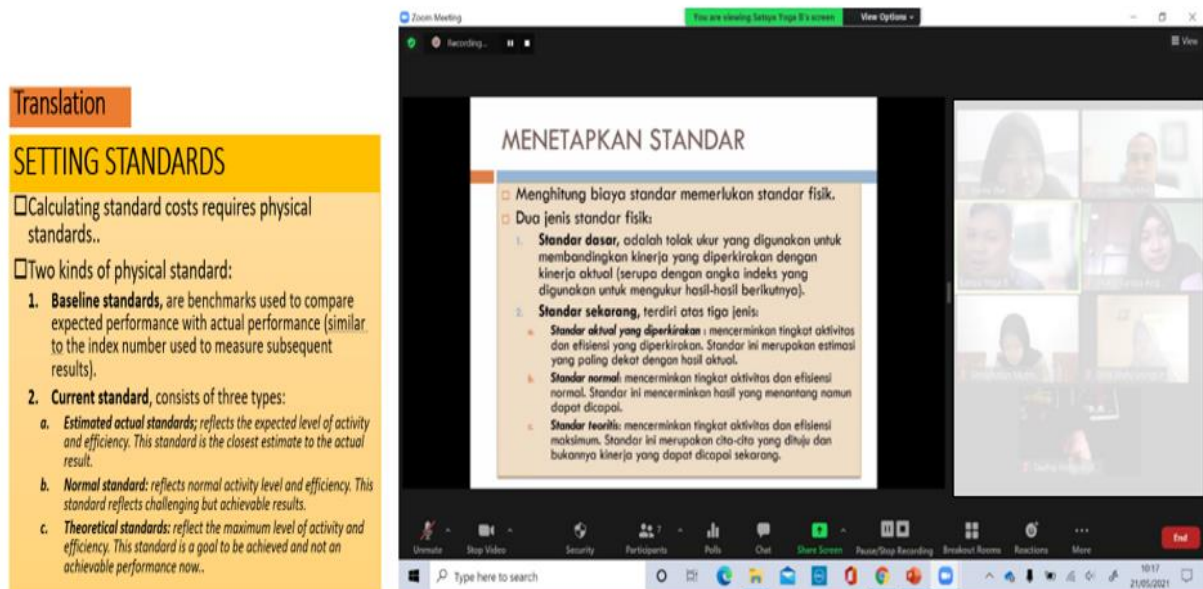 Translation
SETTING STANDARDS
Calculating standard costs requires physical
standards..
Two kinds of physical standard:
1. Baseline standards, are benchmarks used to compare
expected performance with actual performance (similar
to the index number used to measure subsequent
results).
2. Current standard, consists of three types:
a. Estimated actual standards; reflects the expected level of activity
and efficiency. This standard is the closest estimate to the actual
result.
b. Normal standard: reflects normal activity level and efficiency. This
standard reflects challenging but achievable results.
c. Theoretical standards: reflect the maximum level of activity and
efficiency. This standard is a goal to be achieved and not an
achievable performance now..
Zoom Meeting
You are viewing Satsya Yoga B's screen
View Options
Recording...
View
MENETAPKAN STANDAR
Menghitung biaya standar memerlukan standar fisik.
Dua jenis standar fisik:
1. Standar dasar, adalah tolak ukur yang digunakan untuk
membandingkan kinerja yang diperkirakan dengan
kinerja aktual (serupa dengan angka indeks yang
digunakan untuk mengukur hasil-hasil berikutnya).
2. Standar sekarang, terdiri atas tiga jenis:
a. Standar aktual yang diperkirakan : mencerminkan tingkat aktivitas
dan efisiensi yang diperkirakan. Standar ini merupakan estimasi
yang paling dekat dengan hasil aktual.
b. Standar normal: mencerminkan tingkat aktivitas dan efisiensi
normal. Standar ini mencerminkan hasil yang menantang namun
dapat dicapai.
c. Standar teoritis: mencerminkan tingkat aktivitas dan efisiensi
maksimum. Standar ini merupakan cita-cita yang dituju dan
bukannya kinerja yang dapat dicapai sekarang.
Unmute
Stop Video
Security
7
Participants
Polls
Chat
Share Screen
Pause/Stop Recording
Breakout Rooms
Reactions
More
End
Type here to search
10:17
21/05/2021